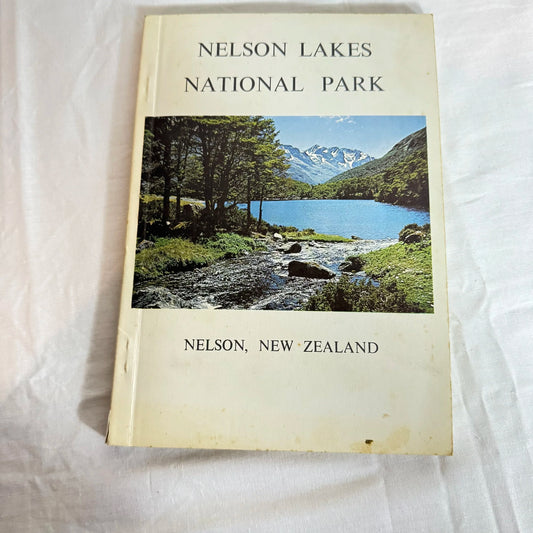 NELSON LAKES
NATIONAL PARK
NELSON, NEW ZEALAND